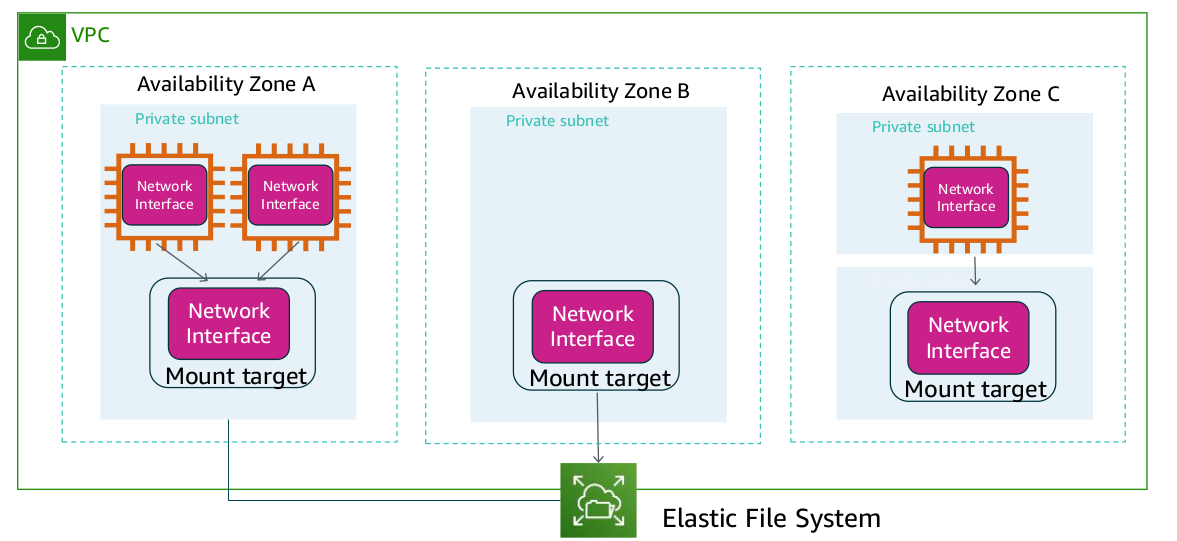 VPC
Availability Zone A
Private subnet
Network
Interface
Network
Interface
Network
Interface
Mount target
Availability Zone B
Private subnet
Network
Interface
Mount target
Availability Zone C
Private subnet
Network
Interface
Network
Interface
Mount target
Elastic File System